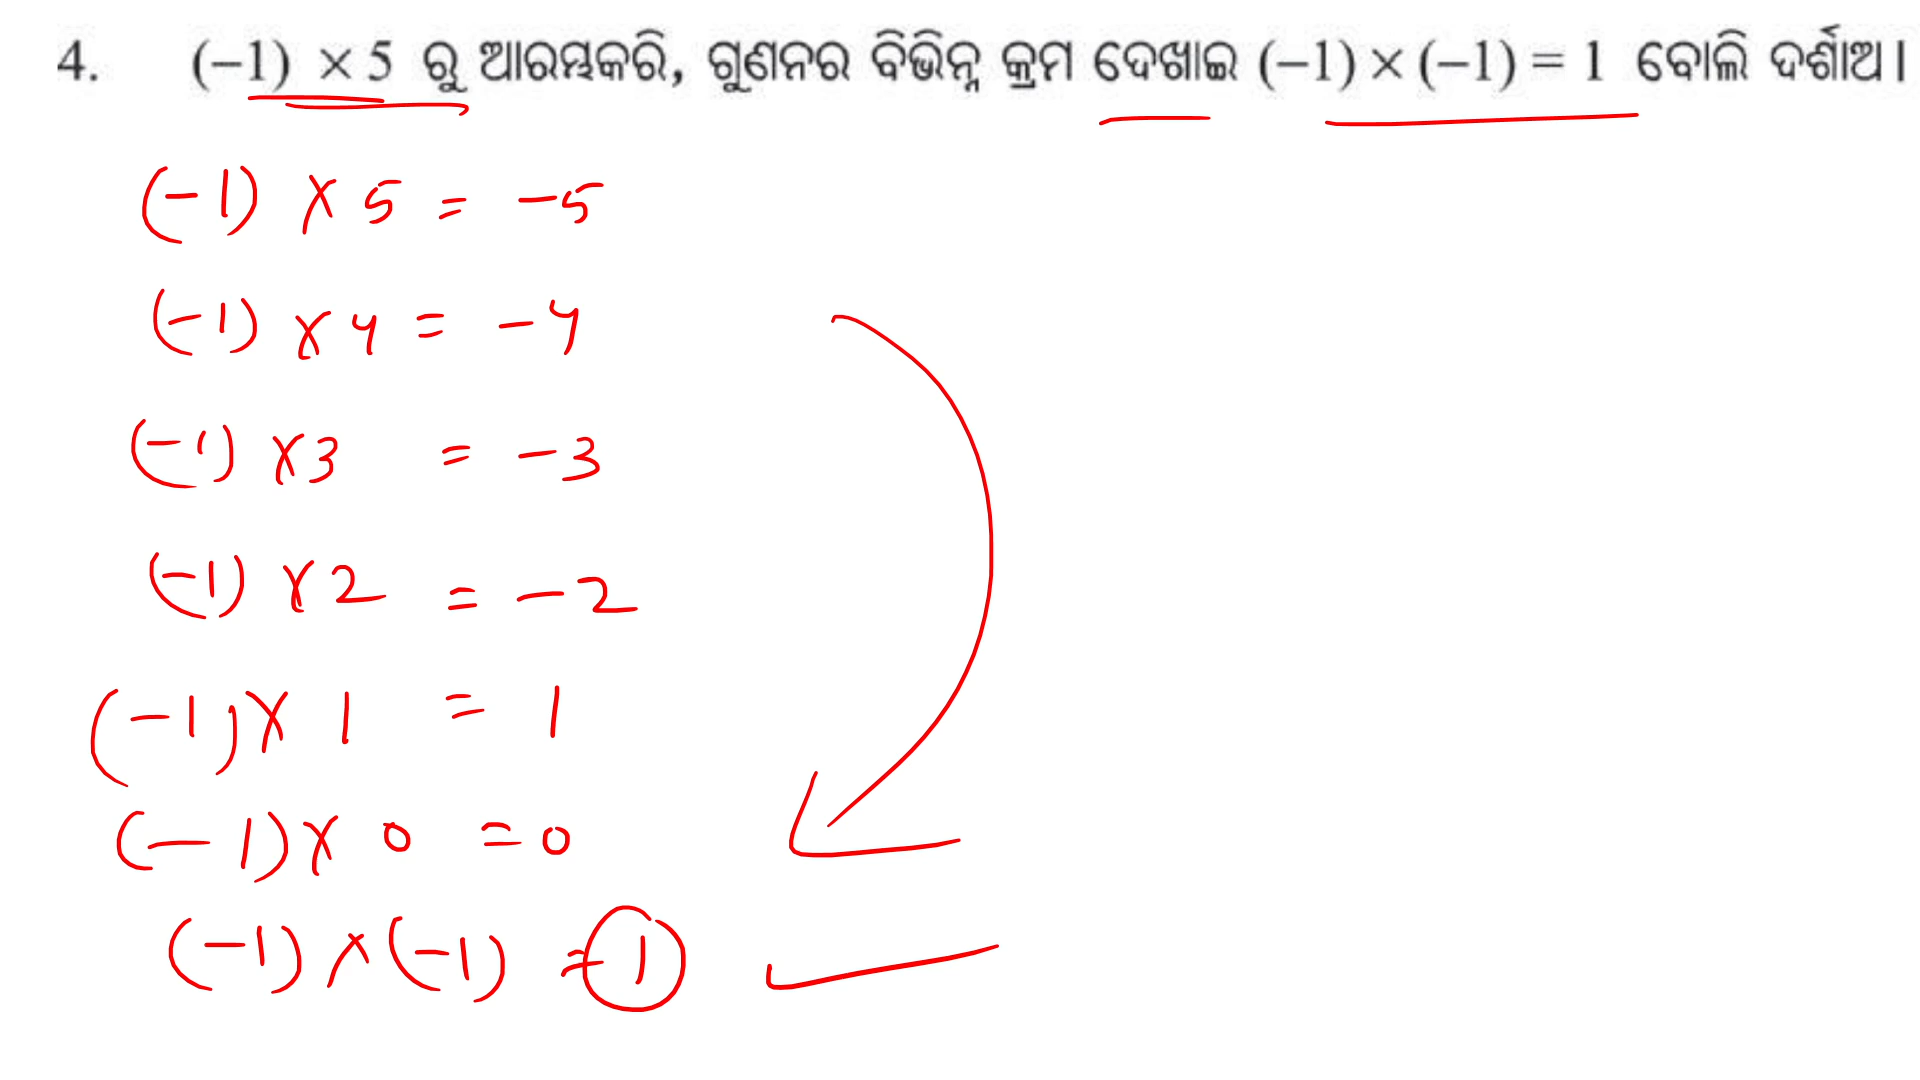 4. (−1) × 5 ରୁ ଆରମ୍ଭକରି, ଗୁଣନର ବିଭିନ୍ନ କ୍ରମ ଦେଖାଇ (−1) × (−1) = 1 ବୋଲି ଦର୍ଶାଅ।
(-1) × 5 = -5
(-1) × 4 = -4
(-1) × 3 = -3
(-1) × 2 = -2
(-1) × 1 = 1
(-1) × 0 = 0
(-1) × (-1) = 1